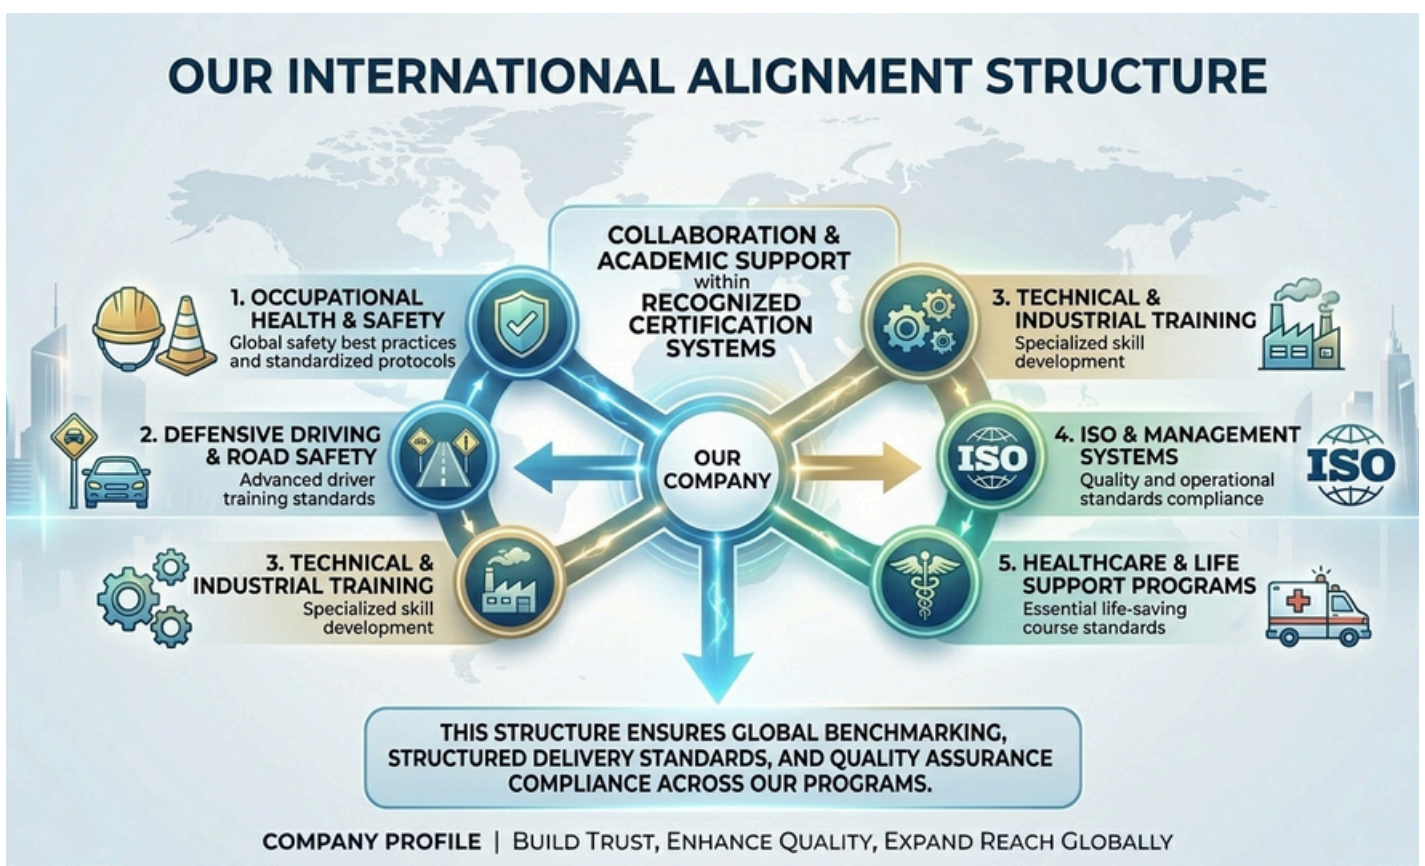 OUR INTERNATIONAL ALIGNMENT STRUCTURE
COLLABORATION &
ACADEMIC SUPPORT
within
RECOGNIZED
CERTIFICATION
SYSTEMS
1. OCCUPATIONAL
HEALTH & SAFETY
Global safety best practices
and standardized protocols
2. DEFENSIVE DRIVING
& ROAD SAFETY
Advanced driver
training standards
3. TECHNICAL &
INDUSTRIAL TRAINING
Specialized skill
development
OUR
COMPANY
3. TECHNICAL &
INDUSTRIAL TRAINING
Specialized skill
development
ISO
4. ISO & MANAGEMENT
SYSTEMS
Quality and operational
standards compliance
ISO
5. HEALTHCARE & LIFE
SUPPORT PROGRAMS
Essential life-saving
course standards
THIS STRUCTURE ENSURES GLOBAL BENCHMARKING,
STRUCTURED DELIVERY STANDARDS, AND QUALITY ASSURANCE
COMPLIANCE ACROSS OUR PROGRAMS.
COMPANY PROFILE | BUILD TRUST, ENHANCE QUALITY, EXPAND REACH GLOBALLY